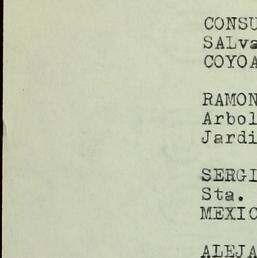 CONSU
SALva
COYOA
RAMON
Arbol
Jardi
SERGI
Sta.
MEXIC
ALEJA